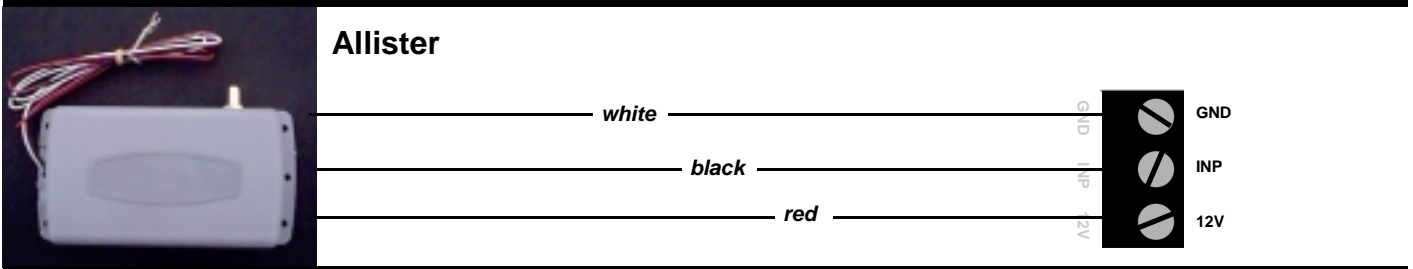 Allister
white GND GND
black INP INP
red 12V 12V